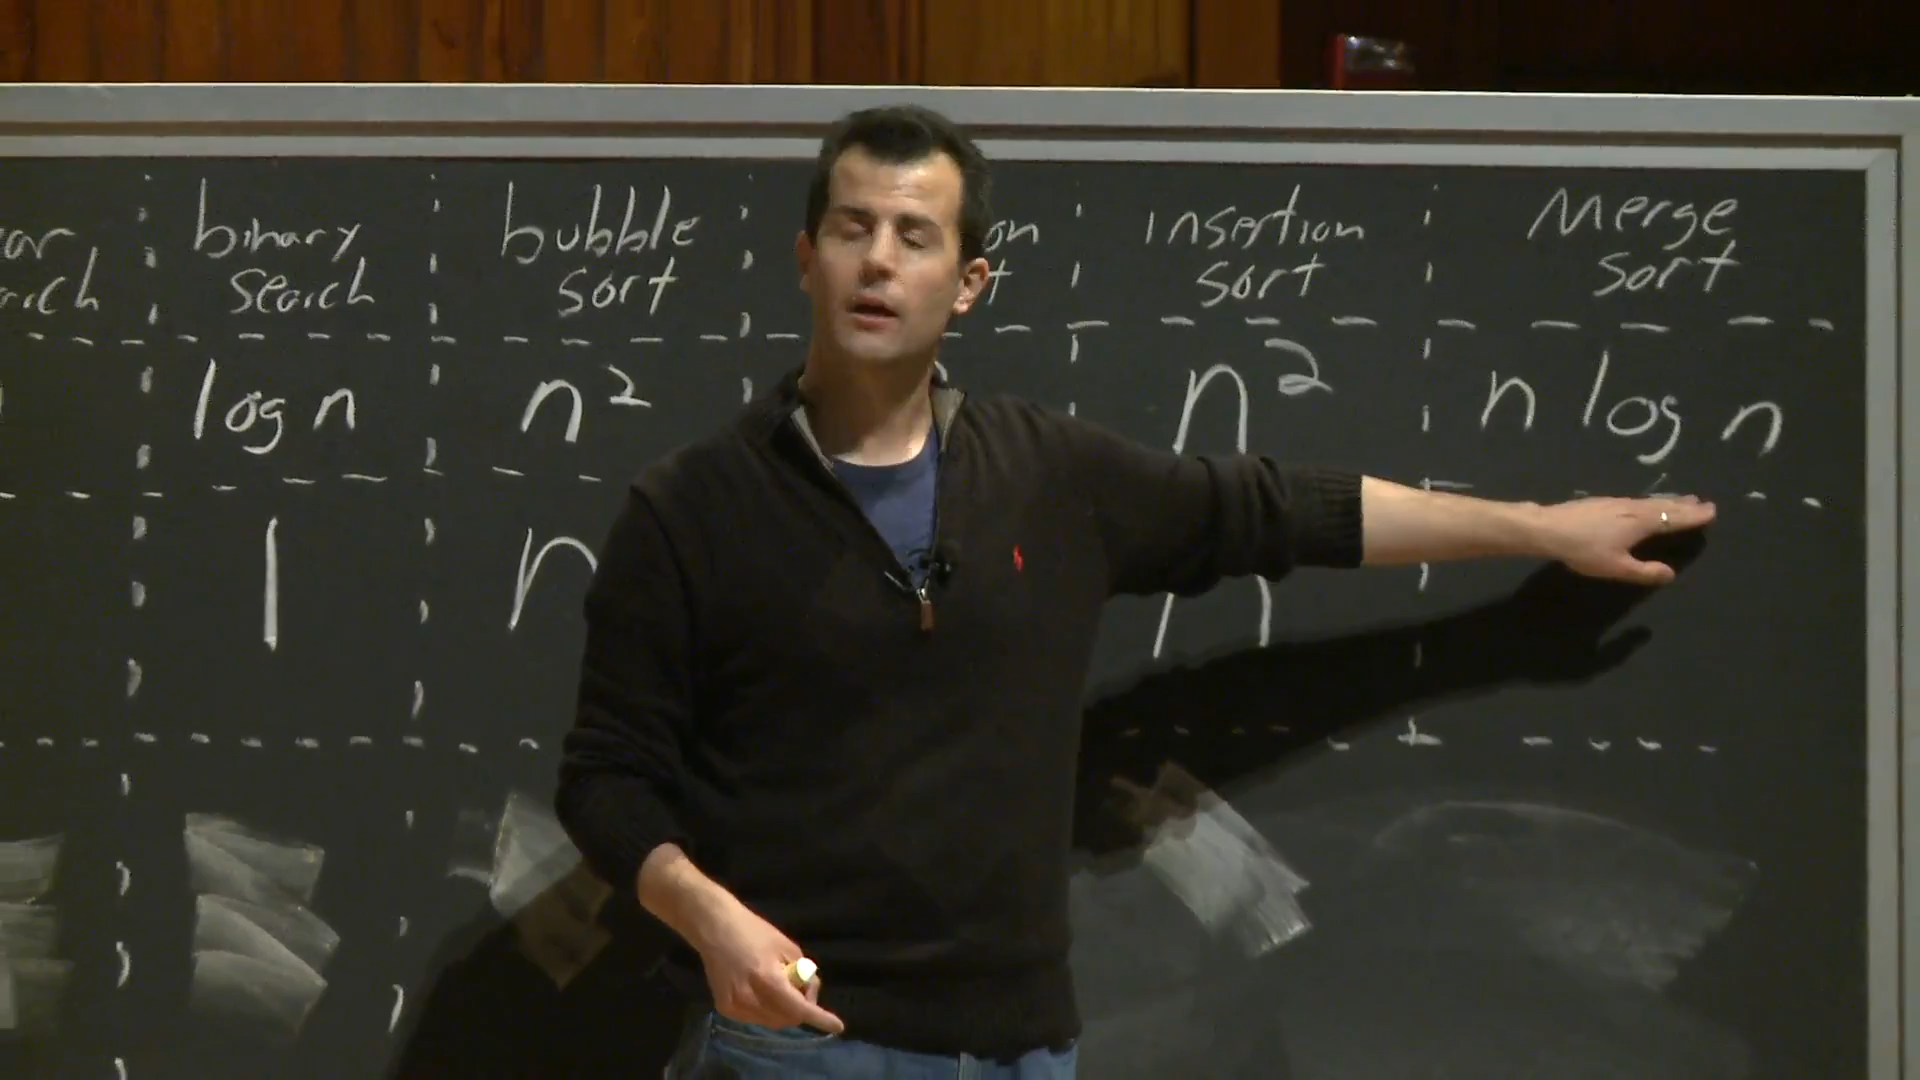 binary
search
bubble
sort
insertion
sort
Merge
sort
log n
n²
n²
n log n
1
n
n